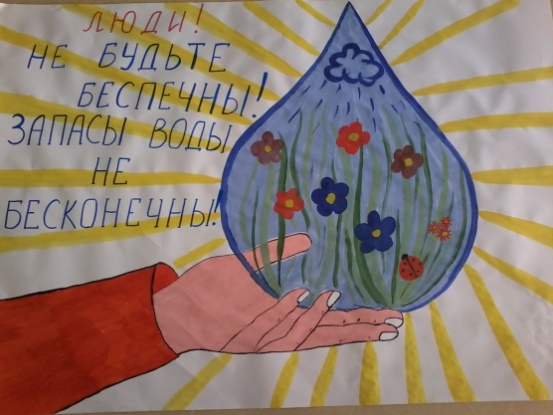 ЛЮДИ!
НЕ БУДЬТЕ
БЕСПЕЧНЫ!
ЗАПАСЫ ВОДЫ
НЕ
БЕСКОНЕЧНЫ!